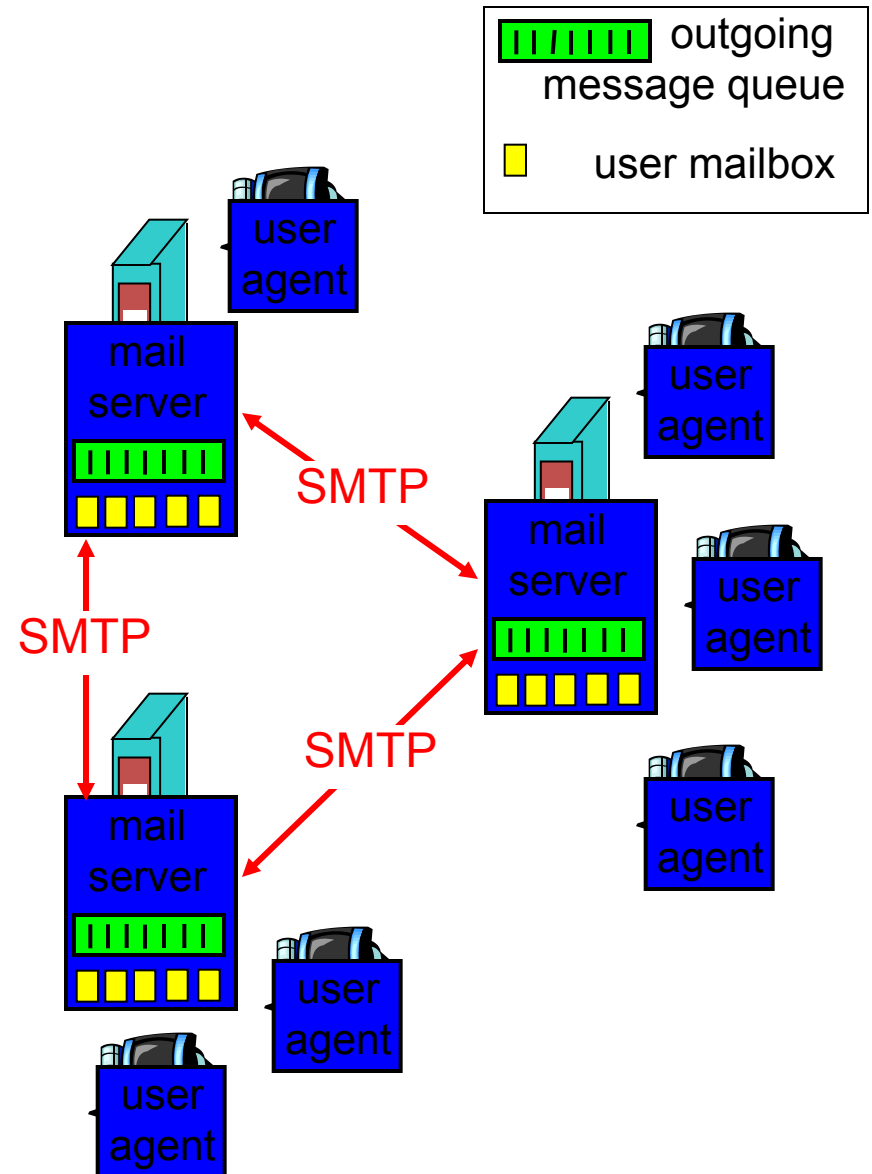 outgoing
message queue
user mailbox
user
agent
mail
server
SMTP
user
agent
mail
server
user
agent
SMTP
SMTP
mail
server
user
agent
user
agent
user
agent